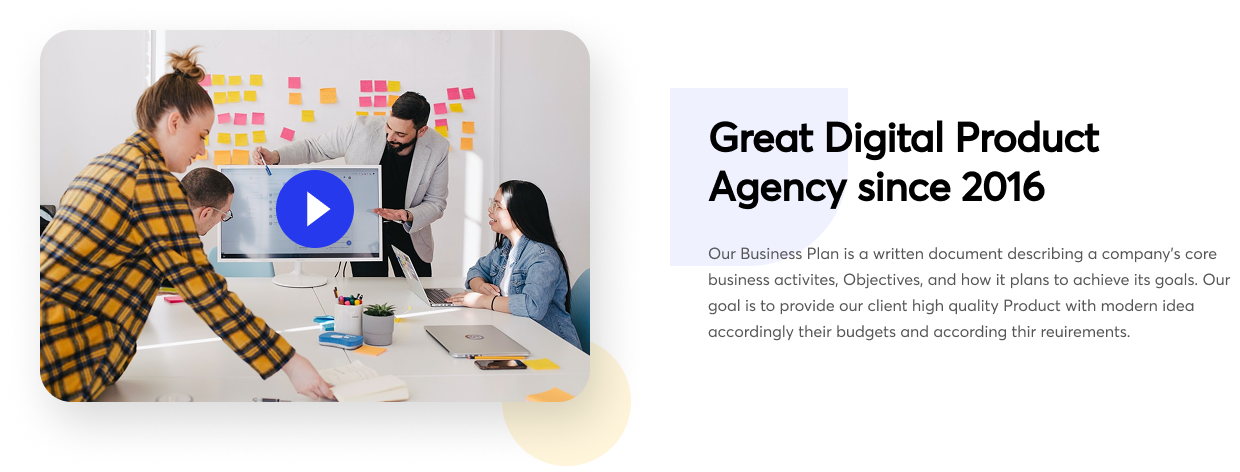 Great Digital Product
Agency since 2016
Our Business Plan is a written document describing a company's core
business activites, Objectives, and how it plans to achieve its goals. Our
goal is to provide our client high quality Product with modern idea
accordingly their budgets and according thir reuirements.